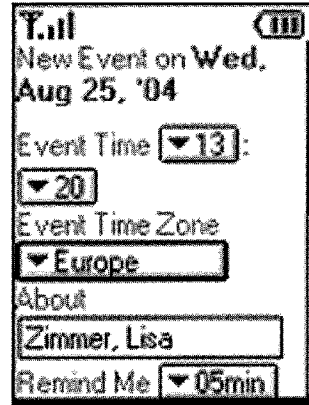 New Event on Wed,
Aug 25, '04
Event Time 13 :
20
Event Time Zone
Europe
About
Zimmer, Lisa
Remind Me 05min